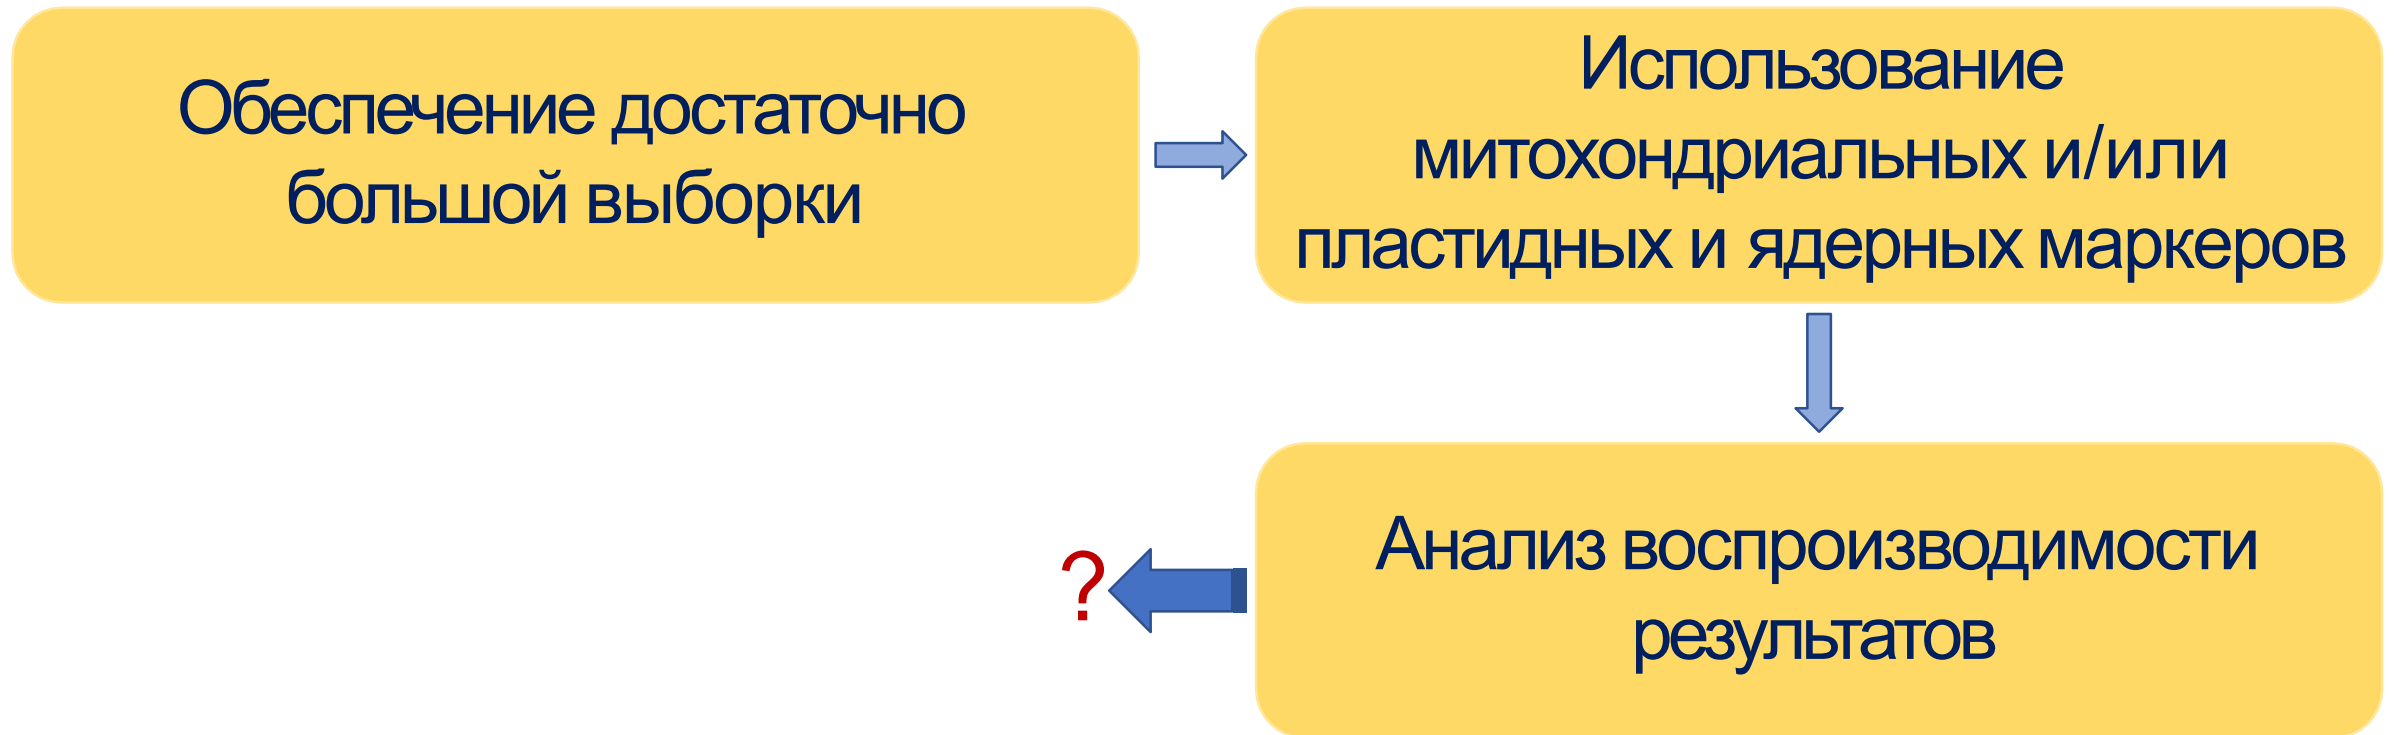 Обеспечение достаточно
большой выборки
Использование
митохондриальных и/или
пластидных и ядерных маркеров
Анализ воспроизводимости
результатов
?